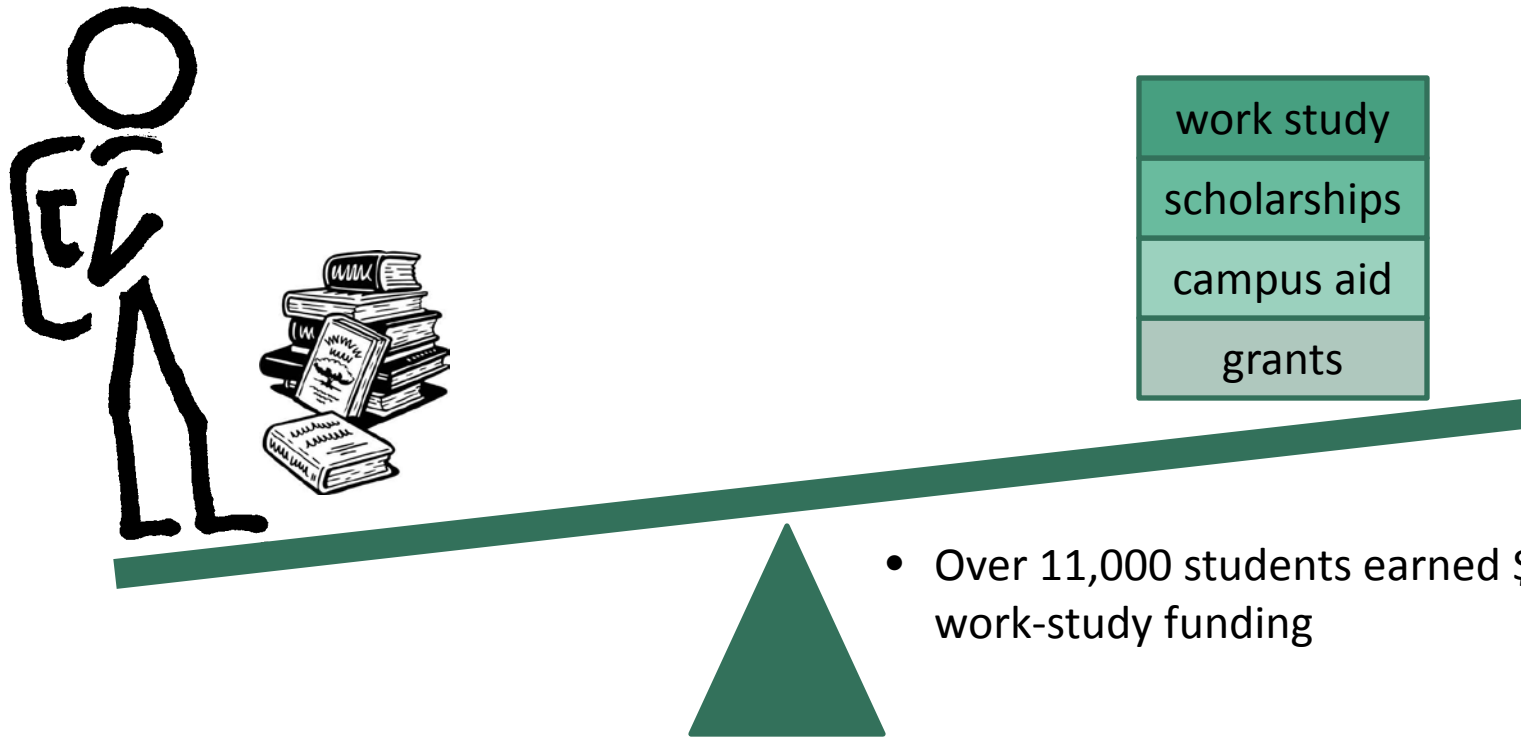 work study
scholarships
campus aid
grants
• Over 11,000 students earned $
work-study funding